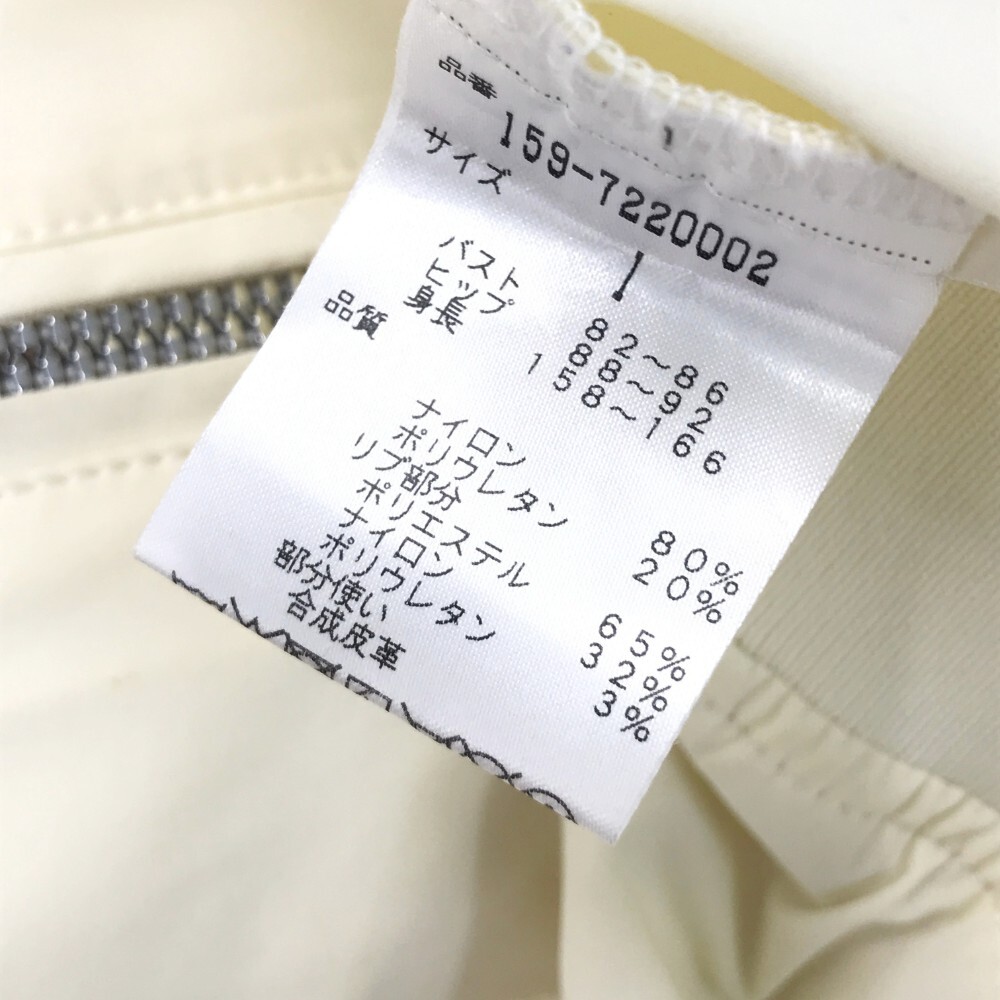 品番 159-7220002
サイズ 1
バスト 82〜86
ヒップ 88〜92
身長 158〜166
品質
ナイロン 80%
ポリウレタン 20%
リブ部分
ポリエステル 65%
ナイロン 32%
ポリウレタン 3%
部分使い
合成皮革